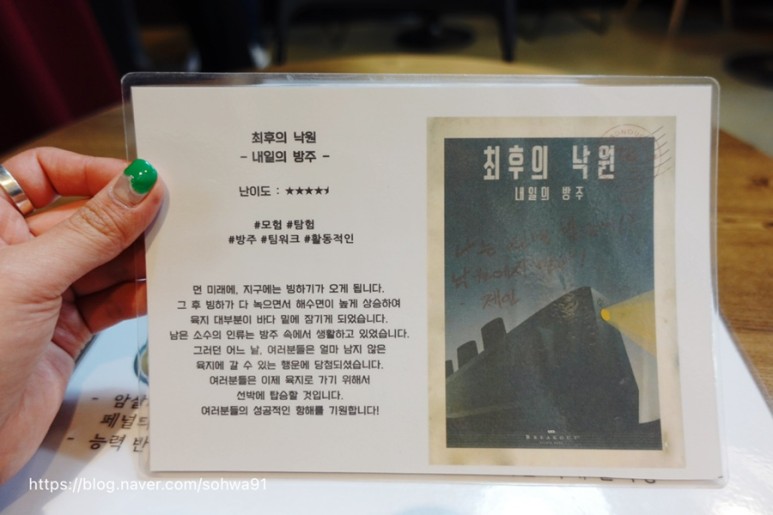 최후의 낙원
- 내일의 방주 -
난이도 : ★★★★⯨
#모험 #탐험
#방주 #팀워크 #활동적인
먼 미래에, 지구에는 빙하기가 오게 됩니다.
그 후 빙하가 다 녹으면서 해수면이 높게 상승하여
육지 대부분이 바다 밑에 잠기게 되었습니다.
남은 소수의 인류는 방주 속에서 생활하고 있었습니다.
그러던 어느 날, 여러분들은 얼마 남지 않은
육지에 갈 수 있는 행운에 당첨되셨습니다.
여러분들은 이제 육지로 가기 위해서
선박에 탑승할 것입니다.
여러분들의 성공적인 항해를 기원합니다!
최후의 낙원
내일의 방주
제인
- 암살
페널티
- 능력 반
https://blog.naver.com/sohwa91